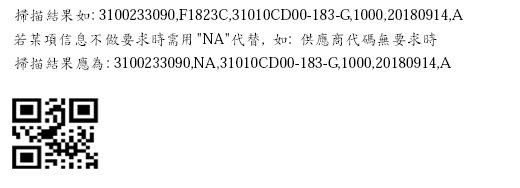 掃描結果如:3100233090,F1823C,31010CD00-183-G,1000,20180914,A
若某項信息不做要求時需用"NA"代替, 如: 供應商代碼無要求時
掃描結果應為:3100233090,NA,31010CD00-183-G,1000,20180914,A